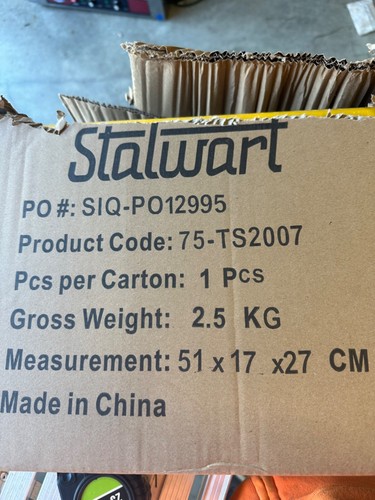 Stalwart
PO #: SIQ-PO12995
Product Code: 75-TS2007
Pcs per Carton: 1 Pcs
Gross Weight: 2.5 KG
Measurement: 51 x 17 x27 CM
Made in China